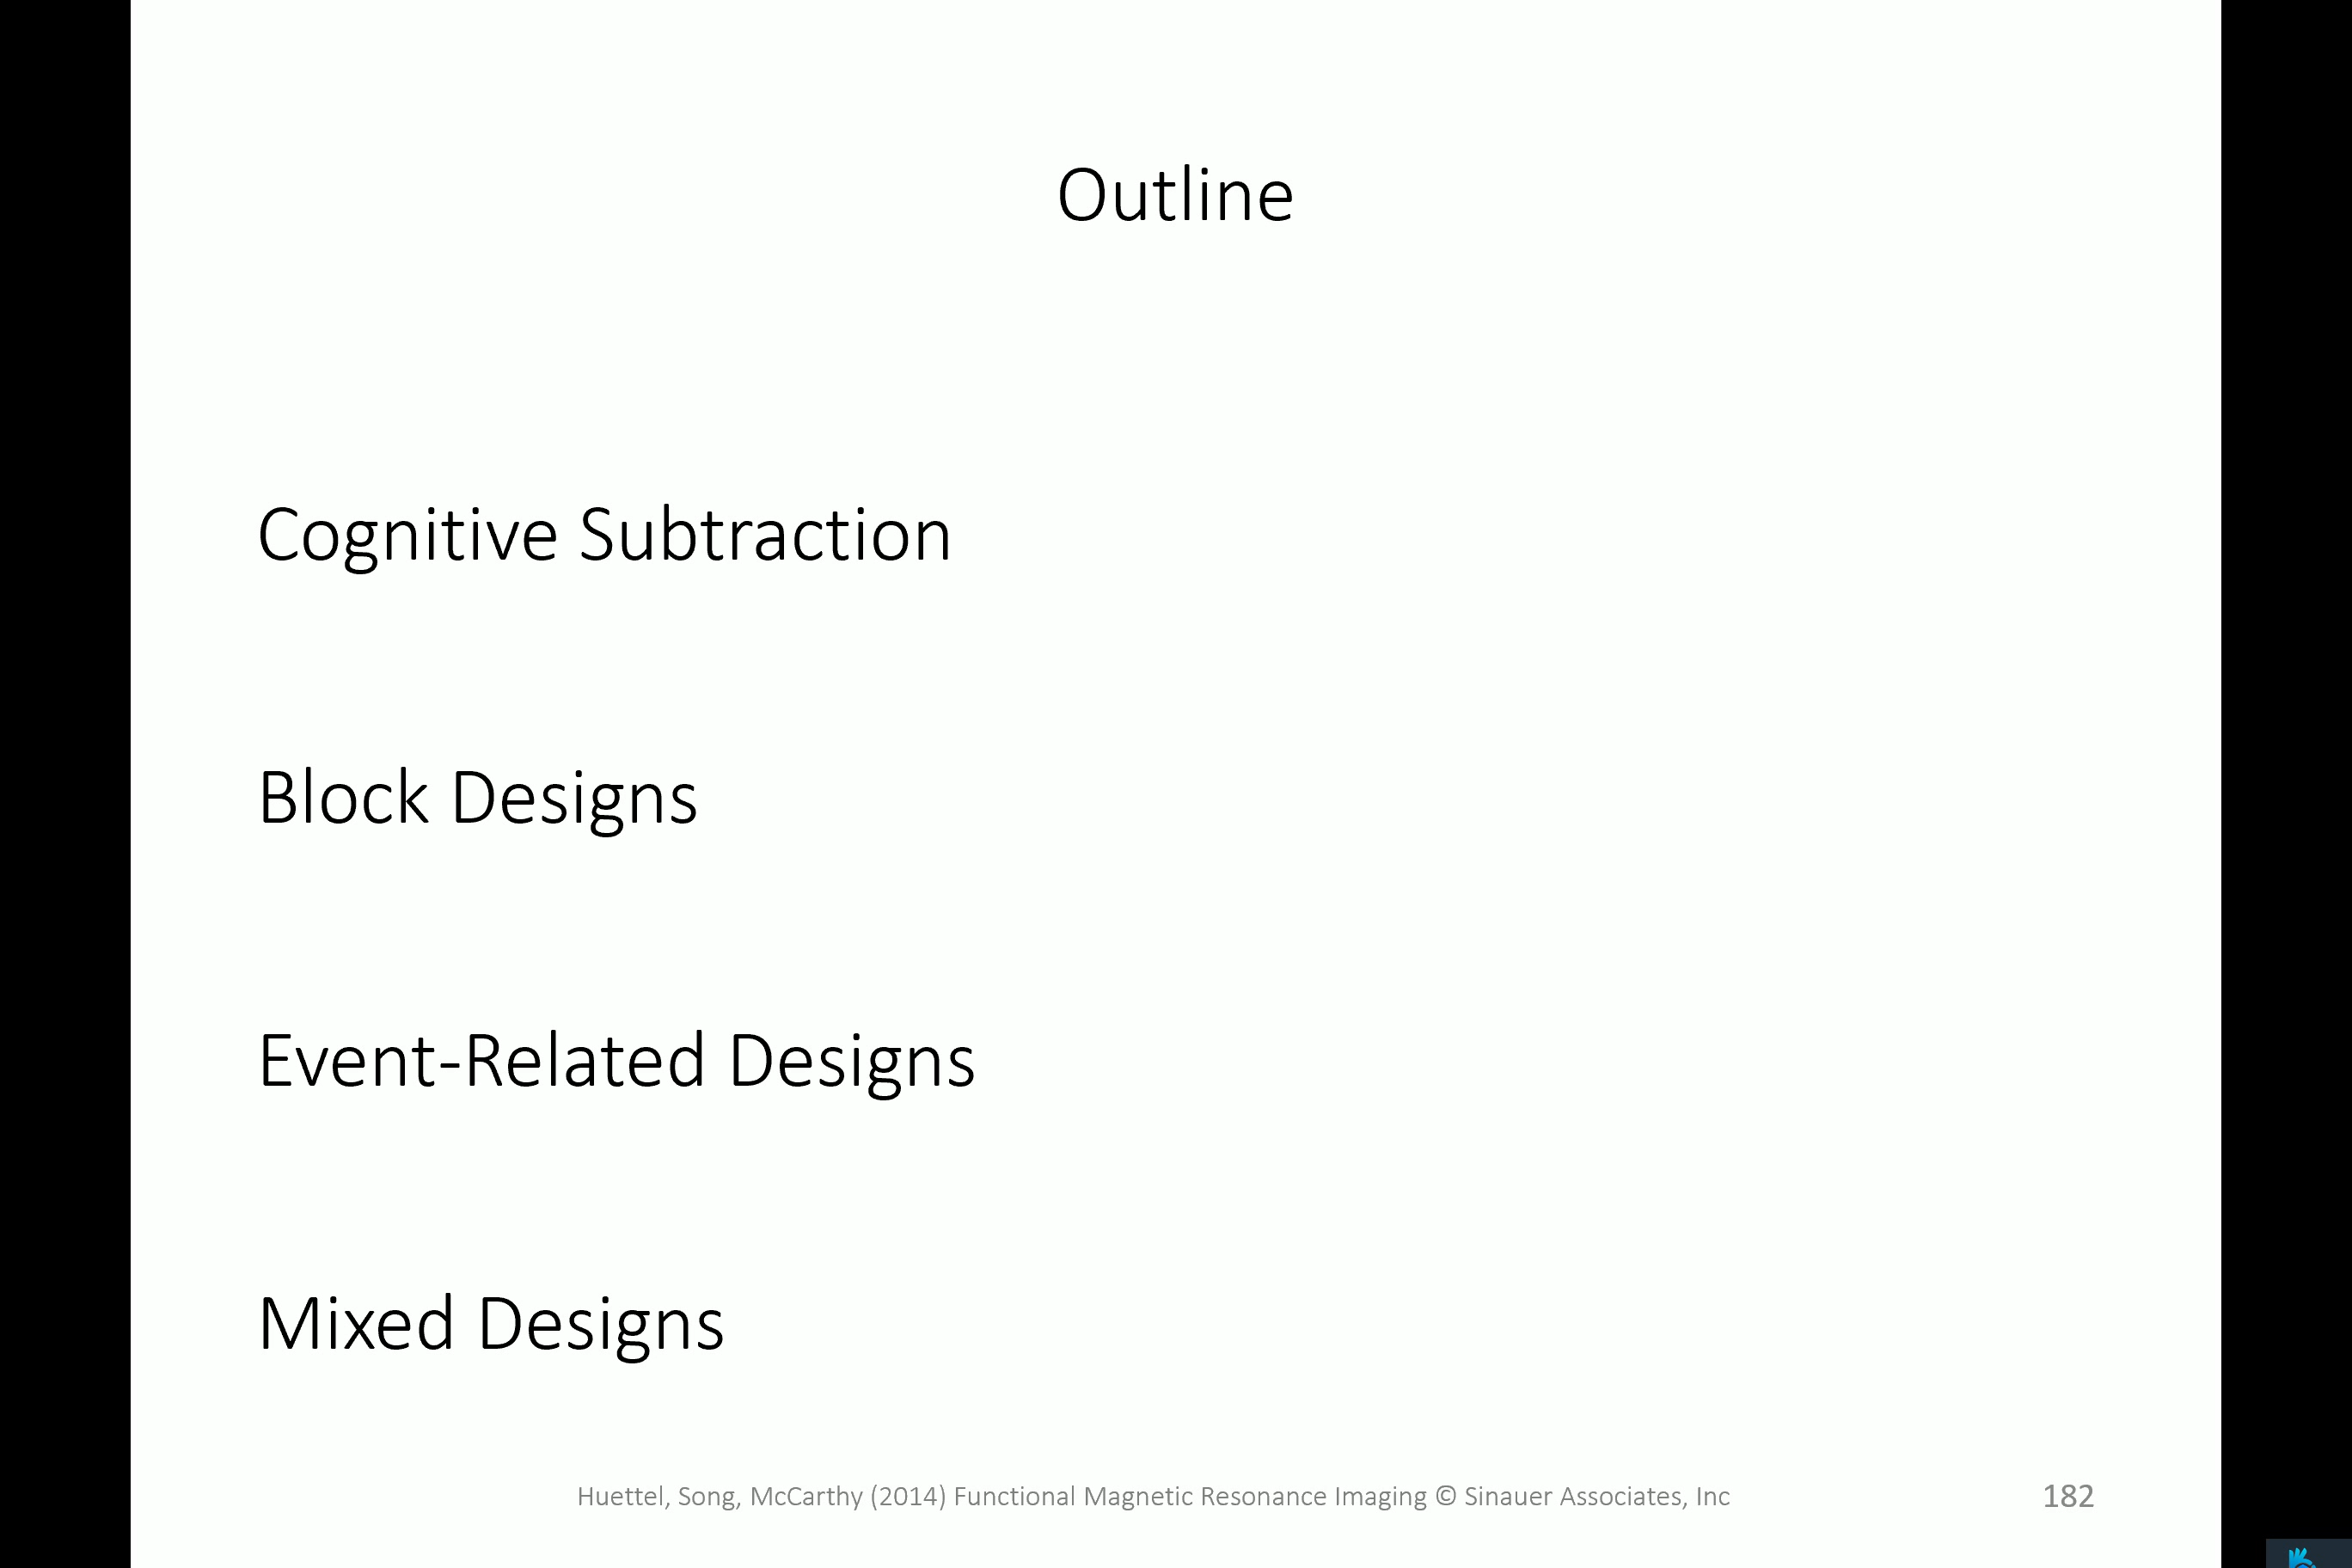 Outline
Cognitive Subtraction
Block Designs
Event-Related Designs
Mixed Designs
Huettel, Song, McCarthy (2014) Functional Magnetic Resonance Imaging © Sinauer Associates, Inc
182